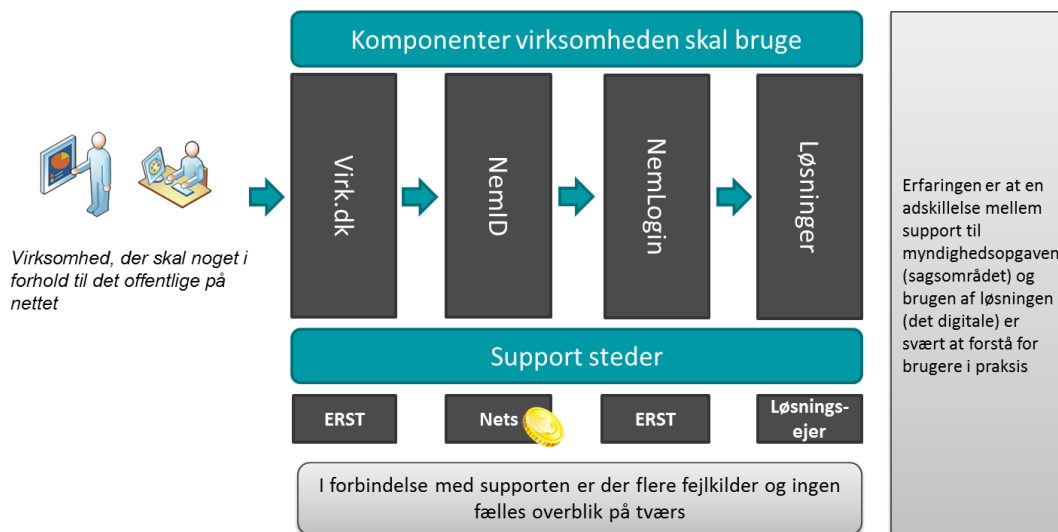 Komponenter virksomheden skal bruge
Virk.dk
NemID
NemLogin
Løsninger
Virksomhed, der skal noget i
forhold til det offentlige på
nettet
Support steder
ERST
Nets
ERST
Løsnings-
ejer
I forbindelse med supporten er der flere fejlkilder og ingen
fælles overblik på tværs
Erfaringen er at en
adskillelse mellem
support til
myndighedsopgaven
(sagsområdet) og
brugen af løsningen
(det digitale) er
svært at forstå for
brugere i praksis